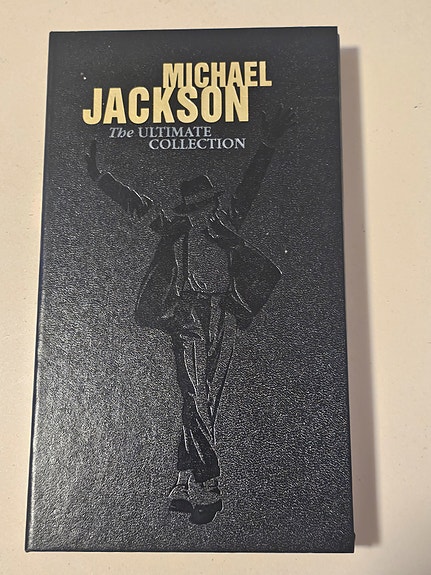 MICHAEL
JACKSON
The ULTIMATE
COLLECTION